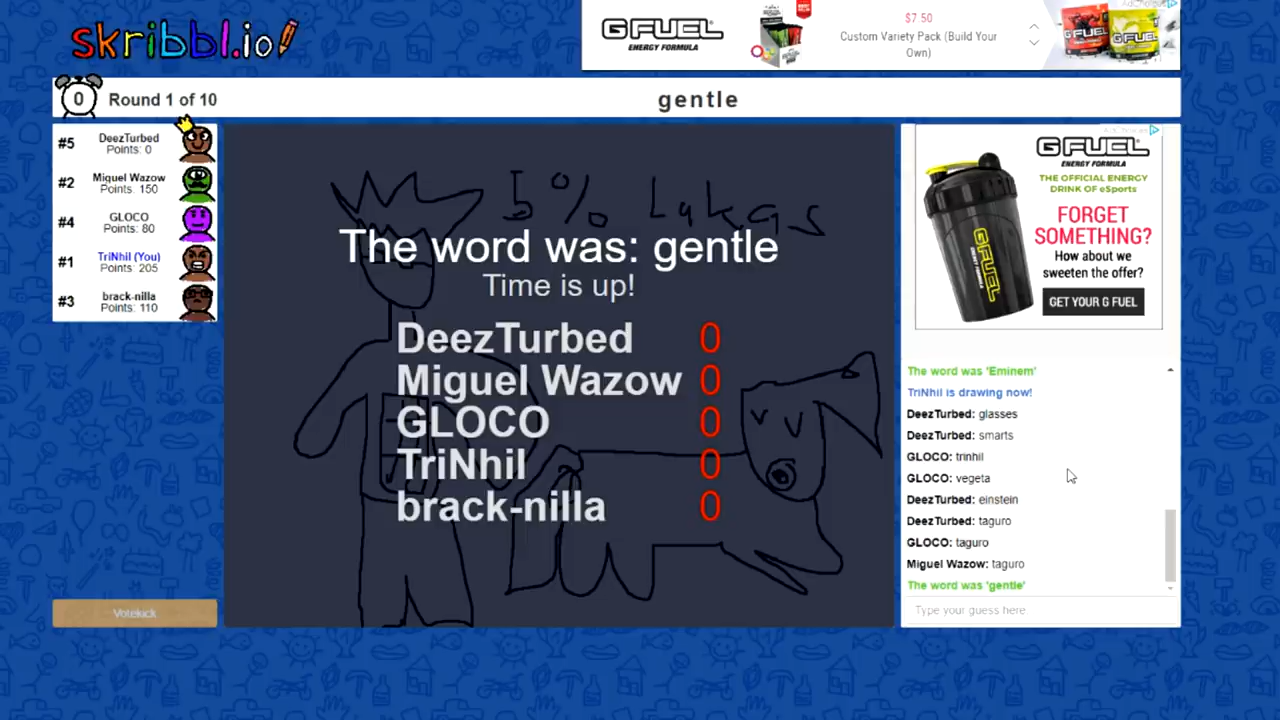 skribbl.io
G FUEL
ENERGY FORMULA
$7.50
Custom Variety Pack (Build Your
Own)
0
Round 1 of 10
gentle
#5
DeezTurbed
Points: 0
#2
Miguel Wazow
Points: 150
#4
GLOCO
Points: 80
#1
TriNhil (You)
Points: 205
#3
brack-nilla
Points: 110
Votekick
5% Lukas
The word was: gentle
Time is up!
DeezTurbed 0
Miguel Wazow 0
GLOCO 0
TriNhil 0
brack-nilla 0
G FUEL
ENERGY FORMULA
THE OFFICIAL ENERGY
DRINK OF eSports
FORGET
SOMETHING?
How about we
sweeten the offer?
GET YOUR G FUEL
G FUEL
The word was 'Eminem'
TriNhil is drawing now!
DeezTurbed: glasses
DeezTurbed: smarts
GLOCO: trinhil
GLOCO: vegeta
DeezTurbed: einstein
DeezTurbed: taguro
GLOCO: taguro
Miguel Wazow: taguro
The word was 'gentle'
Type your guess here.